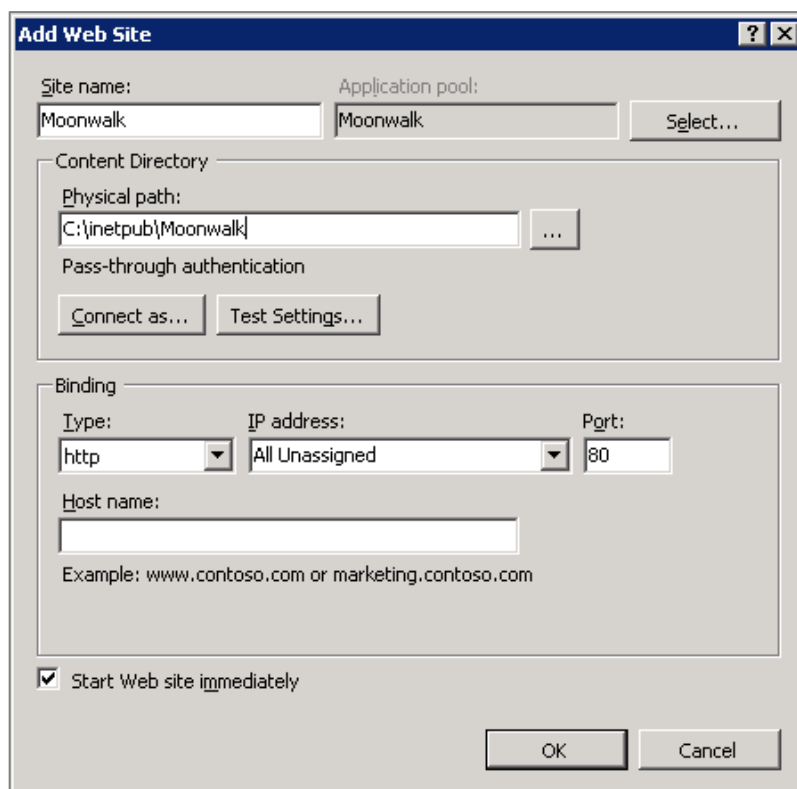 Add Web Site
Site name:
Application pool:
Moonwalk
Moonwalk
Select...
Content Directory
Physical path:
C:\inetpub\Moonwalk
...
Pass-through authentication
Connect as...
Test Settings...
Binding
Type:
IP address:
Port:
http
All Unassigned
80
Host name:
Example: www.contoso.com or marketing.contoso.com
Start Web site immediately
OK
Cancel